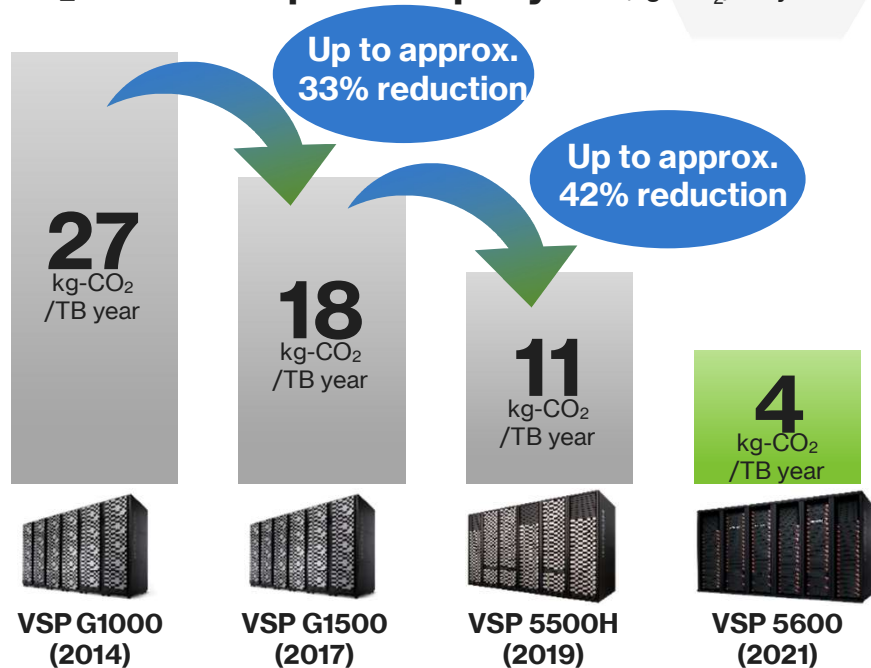 Up to approx.
33% reduction
Up to approx.
42% reduction
27
kg-CO₂
/TB year
18
kg-CO₂
/TB year
11
kg-CO₂
/TB year
4
kg-CO₂
/TB year
VSP G1000
(2014)
VSP G1500
(2017)
VSP 5500H
(2019)
VSP 5600
(2021)